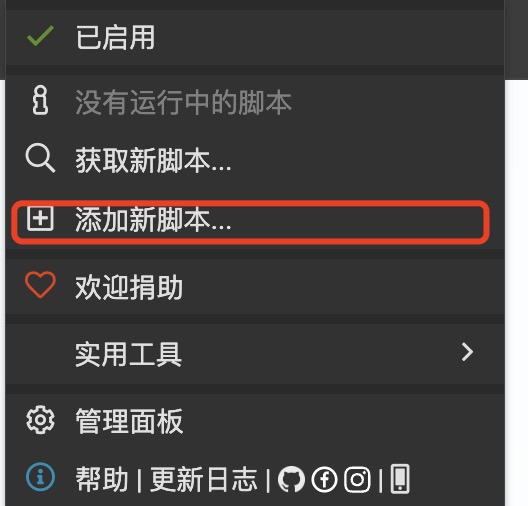 已启用
没有运行中的脚本
获取新脚本...
添加新脚本...
欢迎捐助
实用工具
管理面板
帮助 | 更新日志 | |